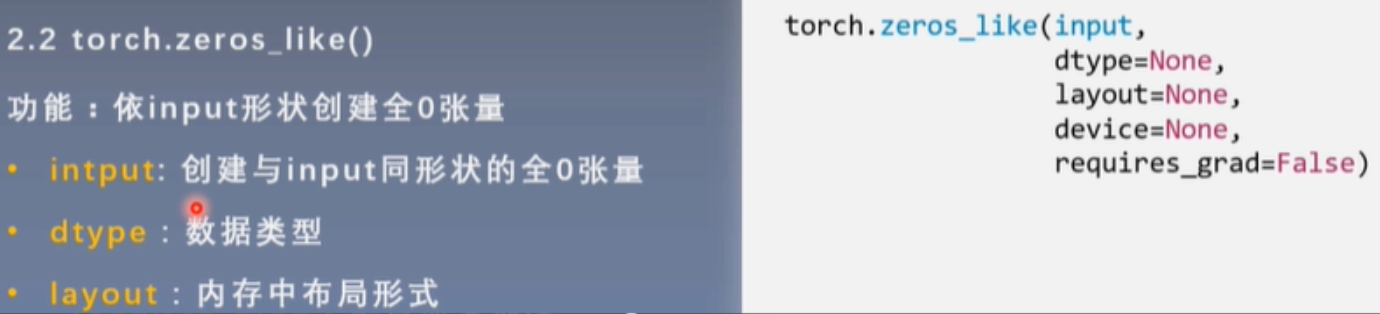 2.2 torch.zeros_like()
功能：依input形状创建全0张量
• intput: 创建与input同形状的全0张量
• dtype：数据类型
• layout：内存中布局形式
torch.zeros_like(input,
dtype=None,
layout=None,
device=None,
requires_grad=False)